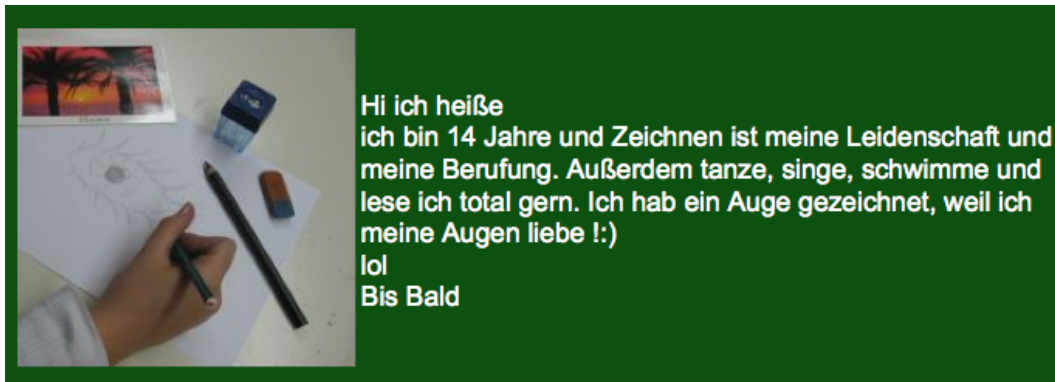 Hi ich heiße
ich bin 14 Jahre und Zeichnen ist meine Leidenschaft und
meine Berufung. Außerdem tanze, singe, schwimme und
lese ich total gern. Ich hab ein Auge gezeichnet, weil ich
meine Augen liebe !:)
lol
Bis Bald